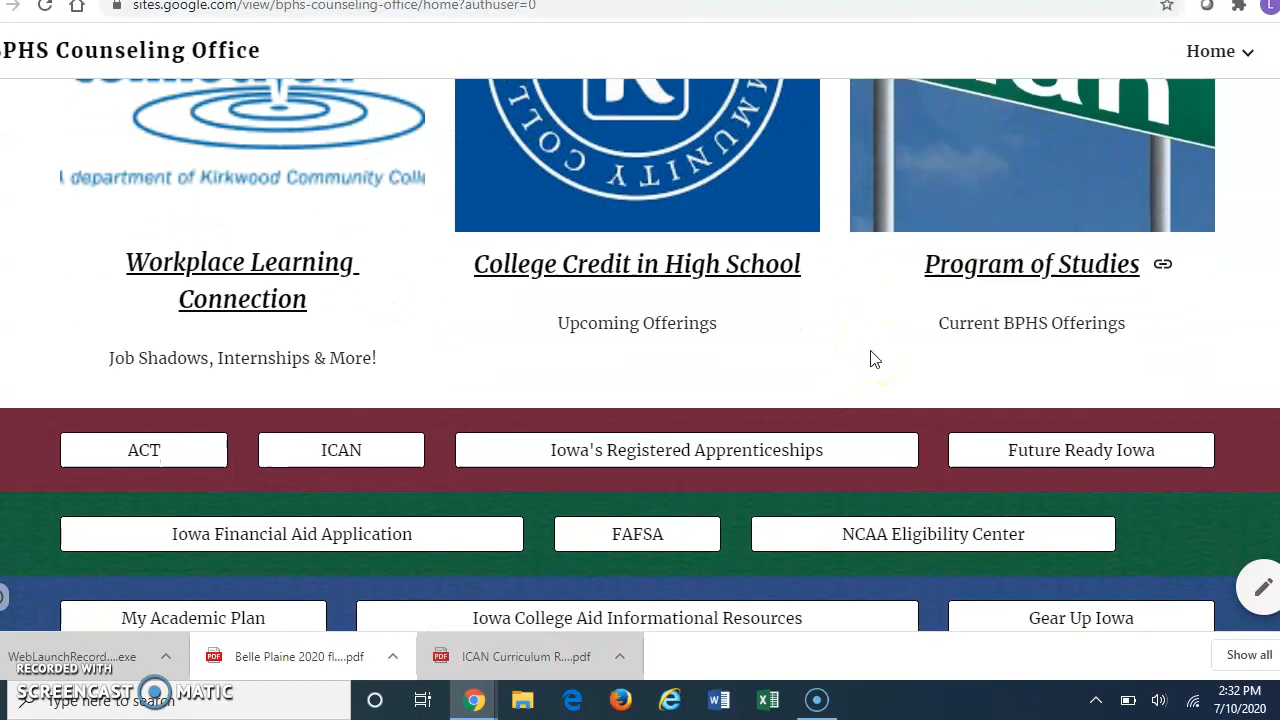 sites.google.com/view/bphs-counseling-office/home?authuser=0
BPHS Counseling Office
Home
department of Kirkwood Community Coll
MMUNITY COLL
an
Workplace Learning Connection
College Credit in High School
Program of Studies
Upcoming Offerings
Current BPHS Offerings
Job Shadows, Internships & More!
ACT
ICAN
Iowa's Registered Apprenticeships
Future Ready Iowa
Iowa Financial Aid Application
FAFSA
NCAA Eligibility Center
My Academic Plan
Iowa College Aid Informational Resources
Gear Up Iowa
WebLaunchRecord....exe
Belle Plaine 2020 fl....pdf
ICAN Curriculum R....pdf
Show all
RECORDED WITH
SCREENCAST MATIC
Type here to search
2:32 PM
7/10/2020